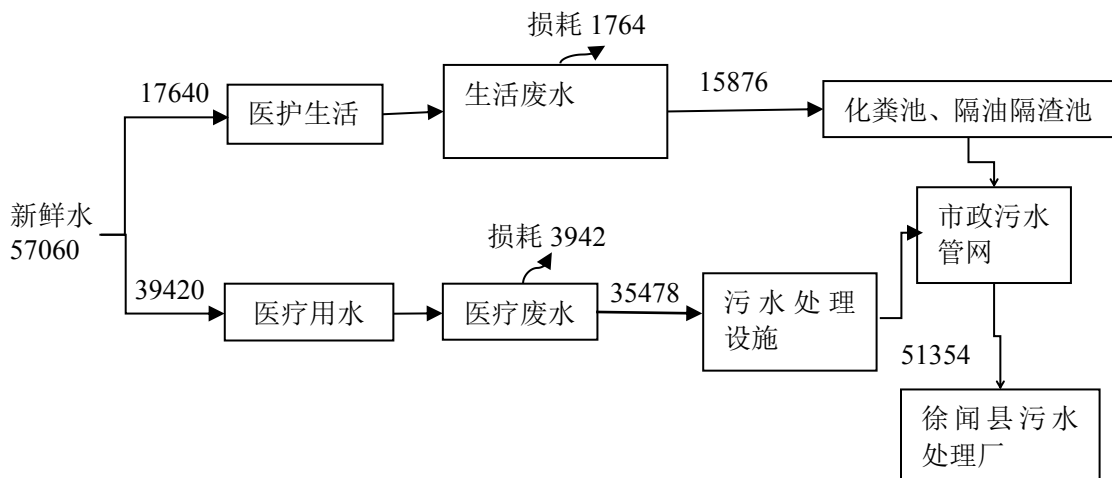 损耗 1764
17640
医护生活
生活废水
15876
化粪池、隔油隔渣池
新鲜水
57060
损耗 3942
市政污水
管网
39420
医疗用水
医疗废水
35478
污水处理
设施
51354
徐闻县污水
处理厂